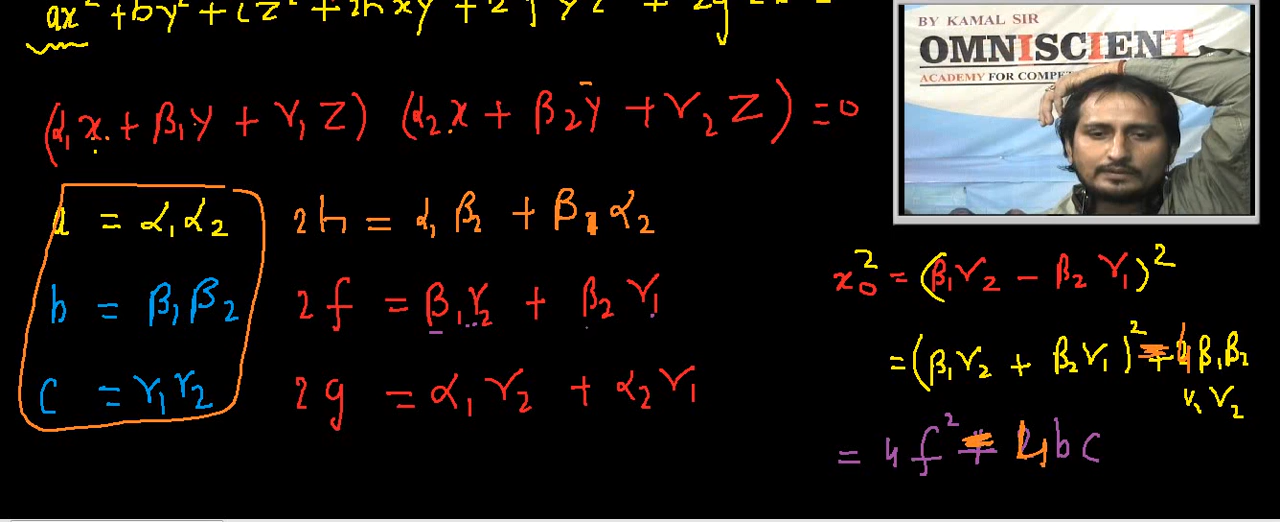 ax² + by² + cz² + 2hxy + 2fyz + 2g
(α₁x + β₁y + γ₁z) (α₂x + β₂y + γ₂z) = 0
a = α₁α₂
2h = α₁β₂ + β₁α₂
b = β₁β₂
2f = β₁γ₂ + β₂γ₁
c = γ₁γ₂
2g = α₁γ₂ + α₂γ₁
BY KAMAL SIR
OMNISCIENT
ACADEMY FOR
x₀² = (β₁γ₂ - β₂γ₁)²
= (β₁γ₂ + β₂γ₁)² - 4β₁β₂
γ₁γ₂
= 4f² - 4bc